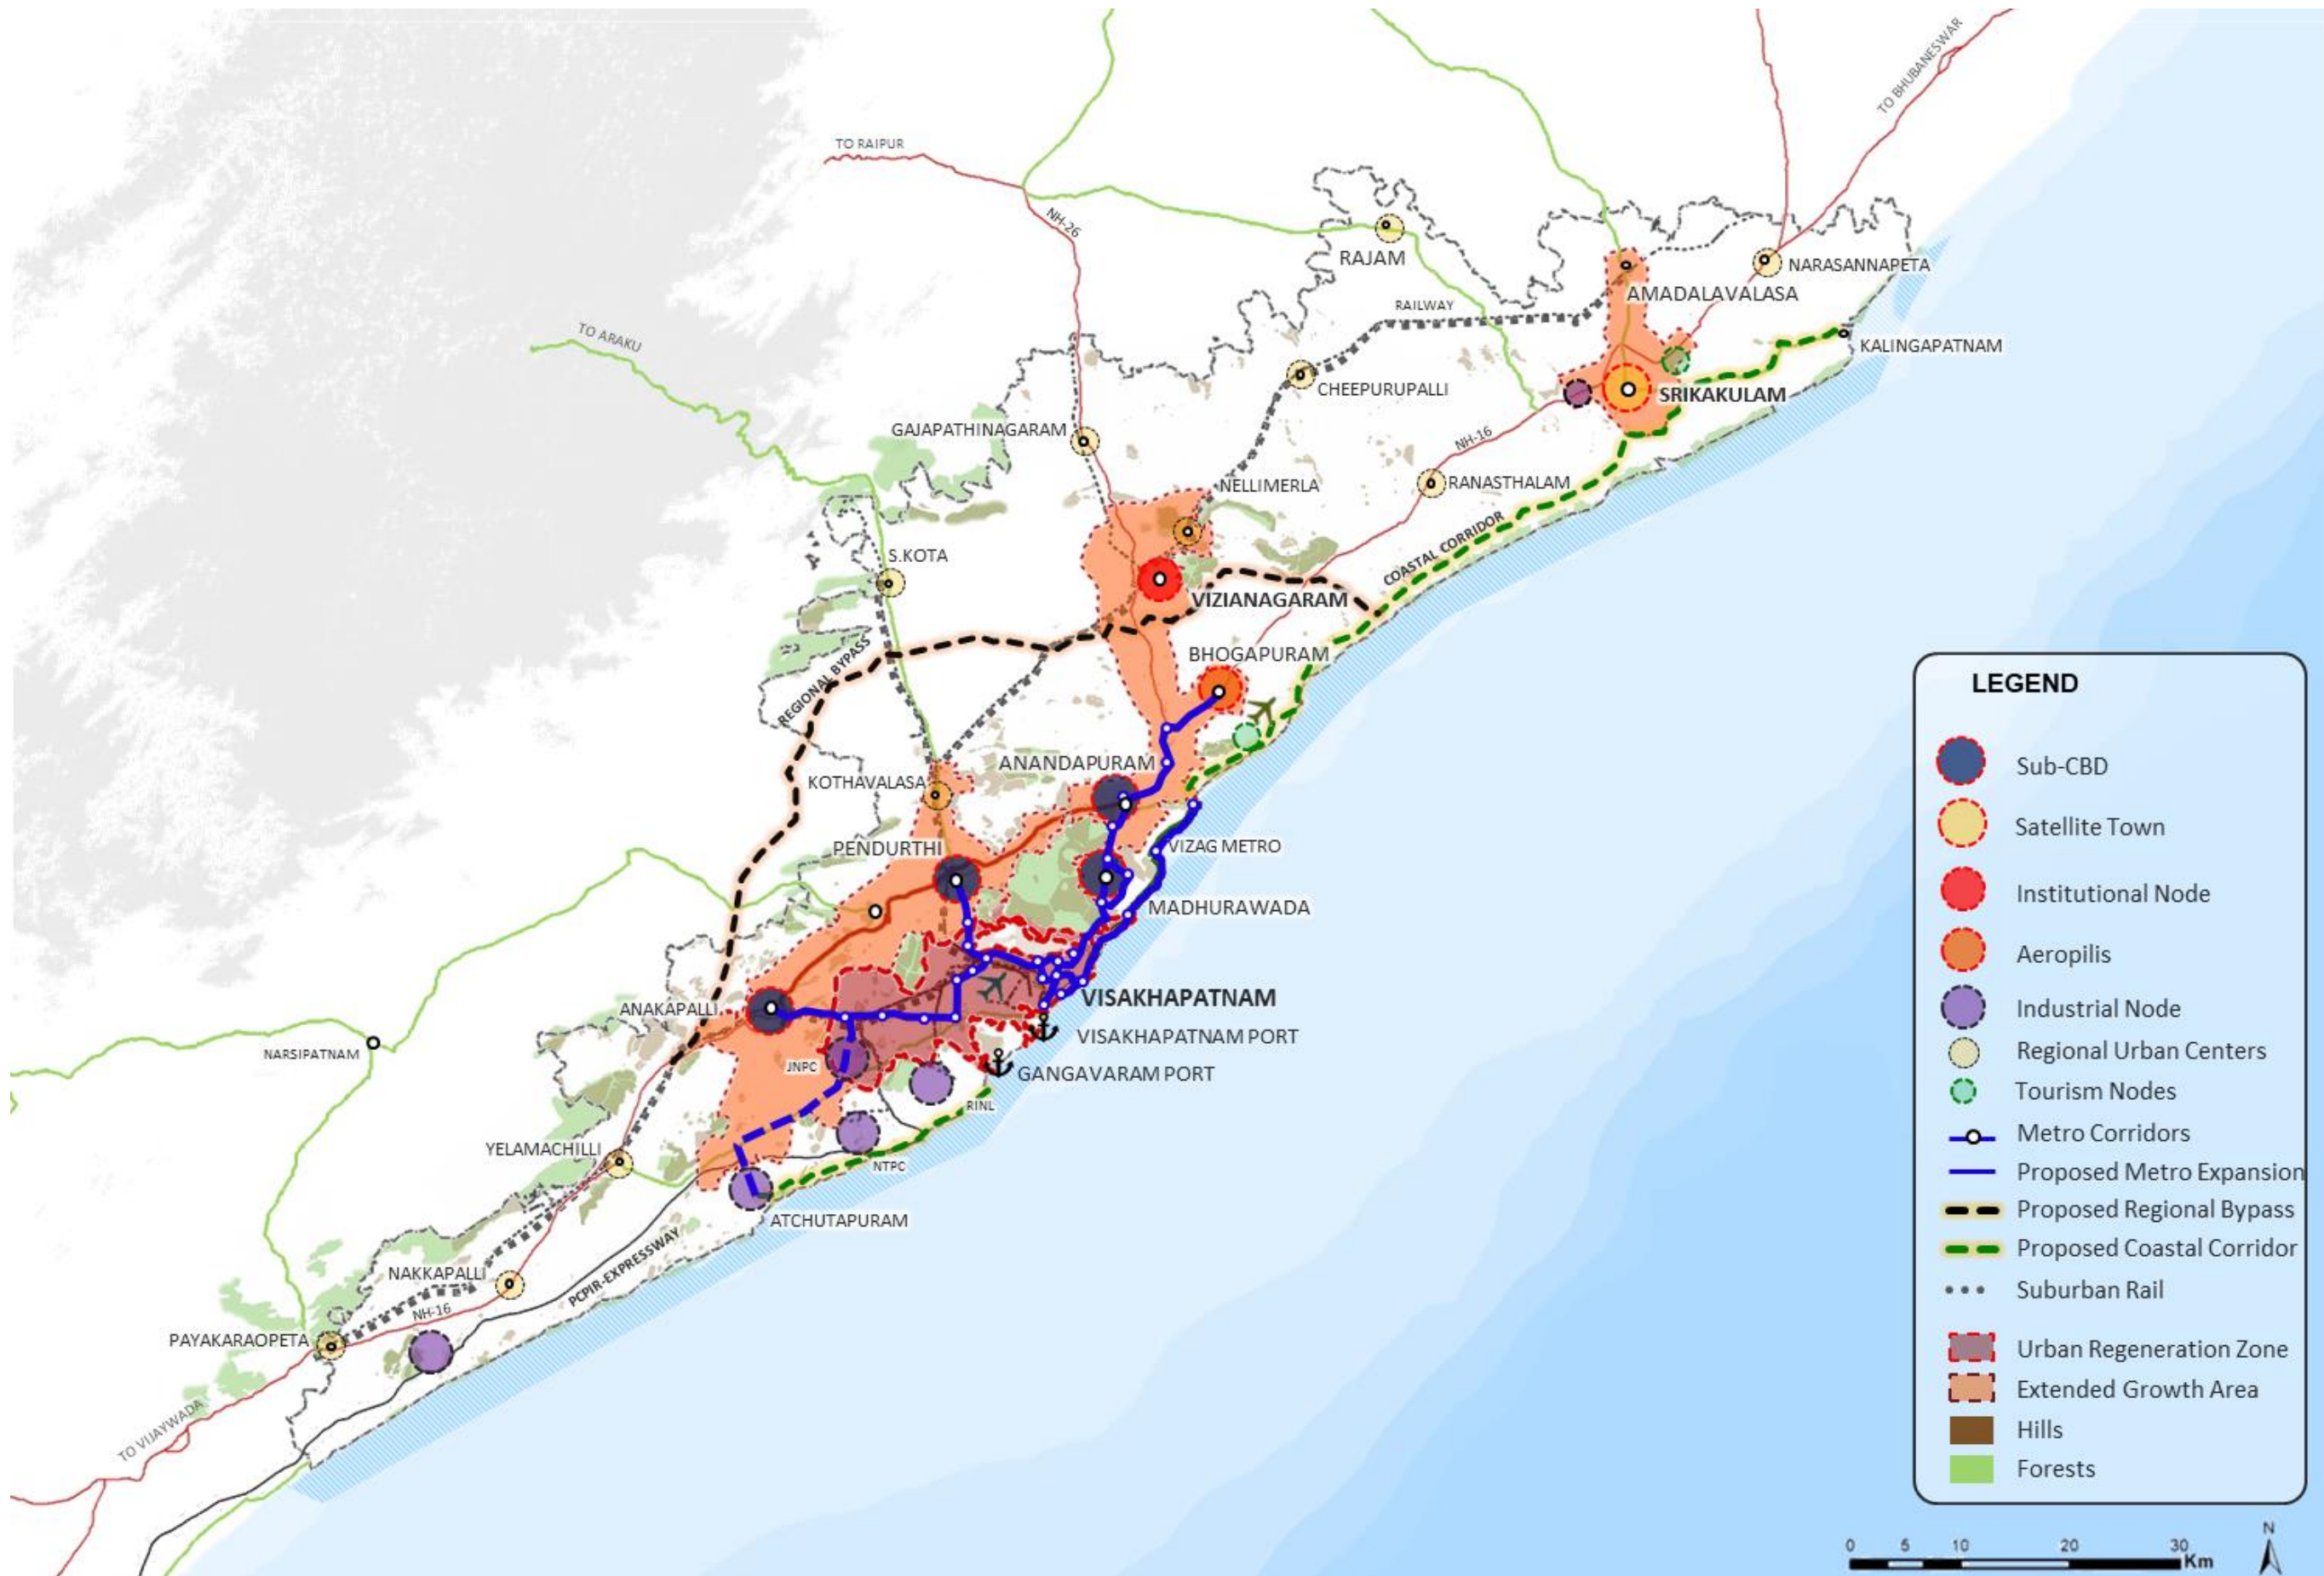 TO BHUBANESWAR
TO RAIPUR
NH-26
RAJAM
NARASANNAPETA
AMADALAVALASA
RAILWAY
TO ARAKU
KALINGAPATNAM
CHEEPURUPALLI
SRIKAKULAM
GAJAPATHINAGARAM
NH-16
NELLIMERLA
RANASTHALAM
COASTAL CORRIDOR
S.KOTA
VIZIANAGARAM
REGIONAL BYPASS
BHOGAPURAM
ANANDAPURAM
KOTHAVALASA
PENDURTHI
VIZAG METRO
MADHURAWADA
VISAKHAPATNAM
ANAKAPALLI
VISAKHAPATNAM PORT
NARSIPATNAM
JNPC
GANGAVARAM PORT
RINL
YELAMACHILLI
NTPC
ATCHUTAPURAM
PCPIR-EXPRESSWAY
NAKKAPALLI
NH-16
PAYAKARAOPETA
TO VIJAYWADA
LEGEND
Sub-CBD
Satellite Town
Institutional Node
Aeropilis
Industrial Node
Regional Urban Centers
Tourism Nodes
Metro Corridors
Proposed Metro Expansion
Proposed Regional Bypass
Proposed Coastal Corridor
Suburban Rail
Urban Regeneration Zone
Extended Growth Area
Hills
Forests
0 5 10 20 30 Km
N